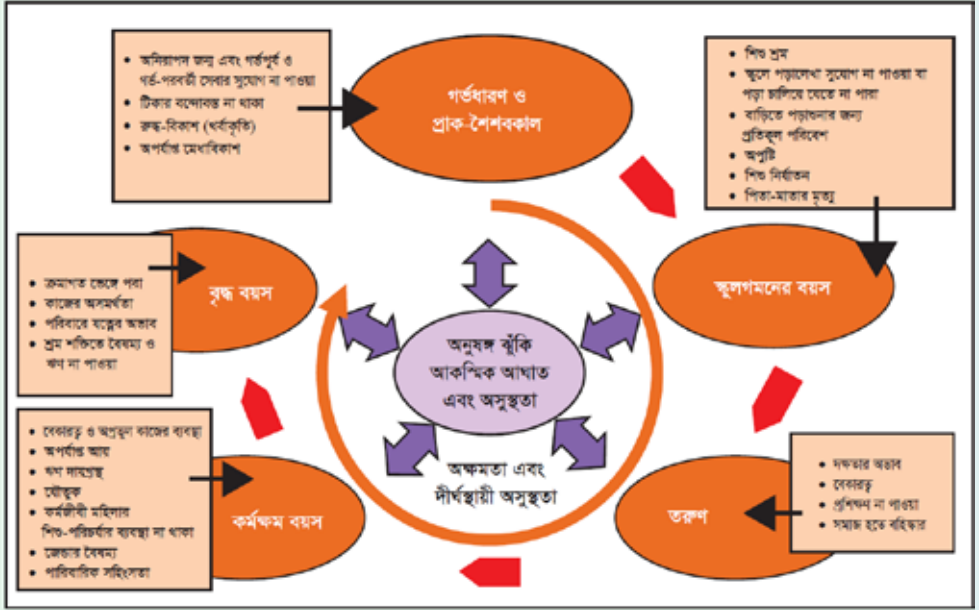 • অনিরাপদ জন্ম এবং গর্ভপূর্ব ও
গর্ভ-পরবর্তী সেবার সুযোগ না পাওয়া
• টিকার বন্দোবস্ত না থাকা
• রুদ্ধ-বিকাশ (খর্বাকৃতি)
• অপর্যাপ্ত মেধাবিকাশ
গর্ভধারণ ও
প্রাক-শৈশবকাল
• শিশু শ্রম
• স্কুলে পড়ালেখা সুযোগ না পাওয়া বা
পড়া চালিয়ে যেতে না পারা
• বাড়িতে পড়াশুনার জন্য
প্রতিকূল পরিবেশ
• অপুষ্টি
• শিশু নির্যাতন
• পিতা-মাতার মৃত্যু
স্কুলগমনের বয়স
• দক্ষতার অভাব
• বেকারত্ব
• প্রশিক্ষণ না পাওয়া
• সমাজ হতে বহিষ্কার
তরুণ
• বেকারত্ব ও অপ্রতুল কাজের ব্যবস্থা
• অপর্যাপ্ত আয়
• ঋণ দায়গ্রস্থ
• যৌতুক
• কর্মজীবী মহিলার
শিশু-পরিচর্যার ব্যবস্থা না থাকা
• জেন্ডার বৈষম্য
• পারিবারিক সহিংসতা
কর্মক্ষম বয়স
• ক্রমাগত ভেঙ্গে পরা
• কাজের অসমর্থতা
• পরিবারে যত্নের অভাব
• শ্রম শক্তিতে বৈষম্য ও
ঋণ না পাওয়া
বৃদ্ধ বয়স
অনুষঙ্গ ঝুঁকি
আকস্মিক আঘাত
এবং অসুস্থতা
অক্ষমতা এবং
দীর্ঘস্থায়ী অসুস্থতা